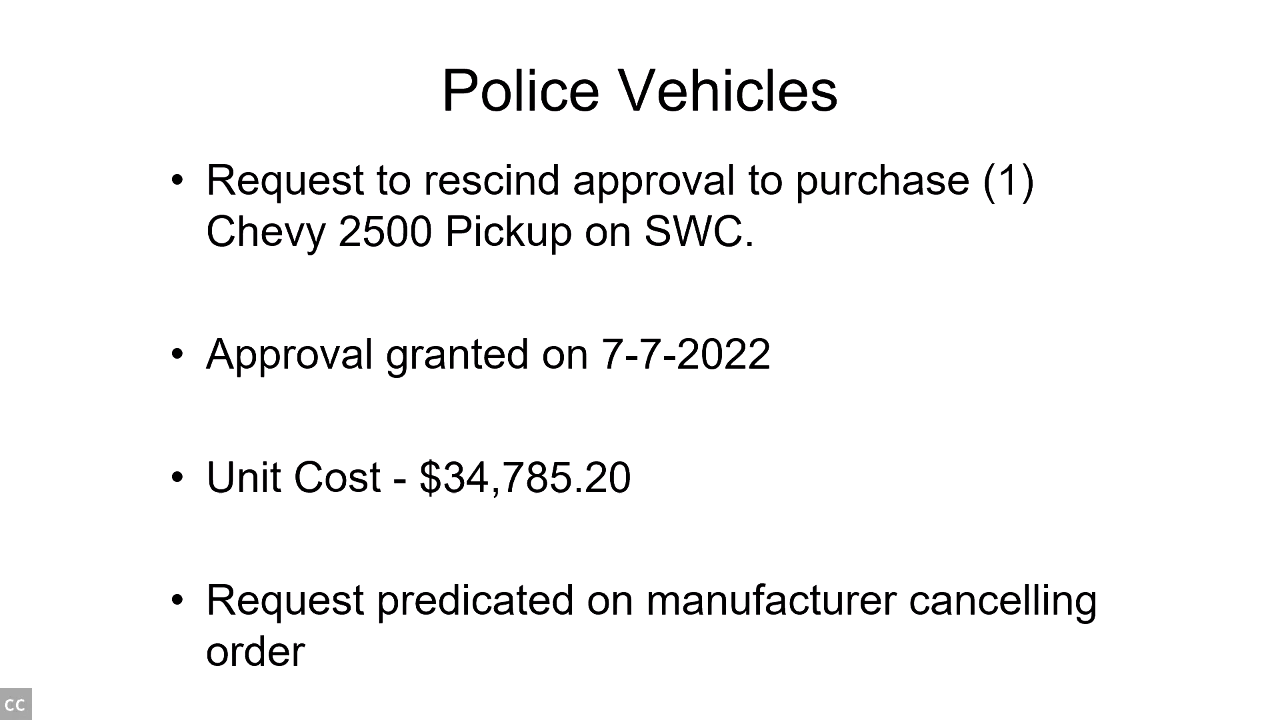 Police Vehicles
• Request to rescind approval to purchase (1)
Chevy 2500 Pickup on SWC.
• Approval granted on 7-7-2022
• Unit Cost - $34,785.20
• Request predicated on manufacturer cancelling
order
CC